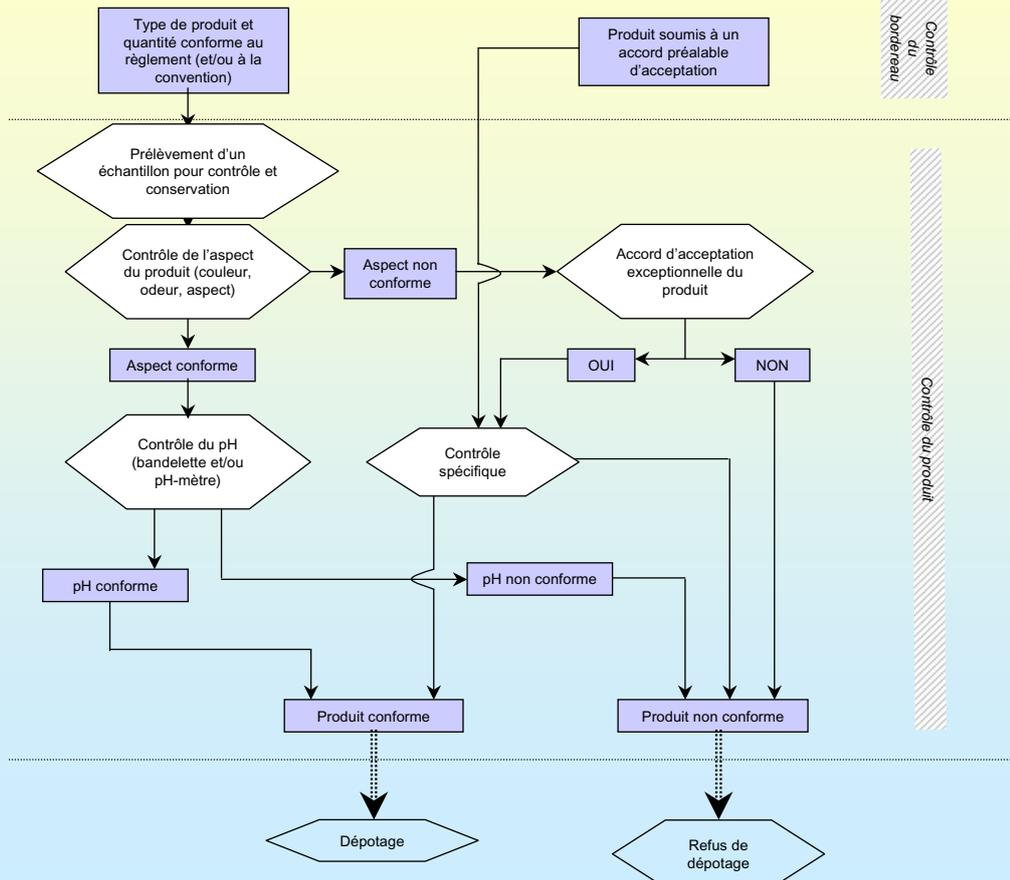 Type de produit et
quantité conforme au
règlement (et/ou à la
convention)
Produit soumis à un
accord préalable
d’acceptation
Contrôle
du
bordereau
Prélèvement d’un
échantillon pour contrôle et
conservation
Contrôle de l’aspect
du produit (couleur,
odeur, aspect)
Aspect non
conforme
Accord d’acceptation
exceptionnelle du
produit
Aspect conforme
OUI
NON
Contrôle du pH
(bandelette et/ou
pH-mètre)
Contrôle
spécifique
Contrôle du produit
pH conforme
pH non conforme
Produit conforme
Produit non conforme
Dépotage
Refus de
dépotage